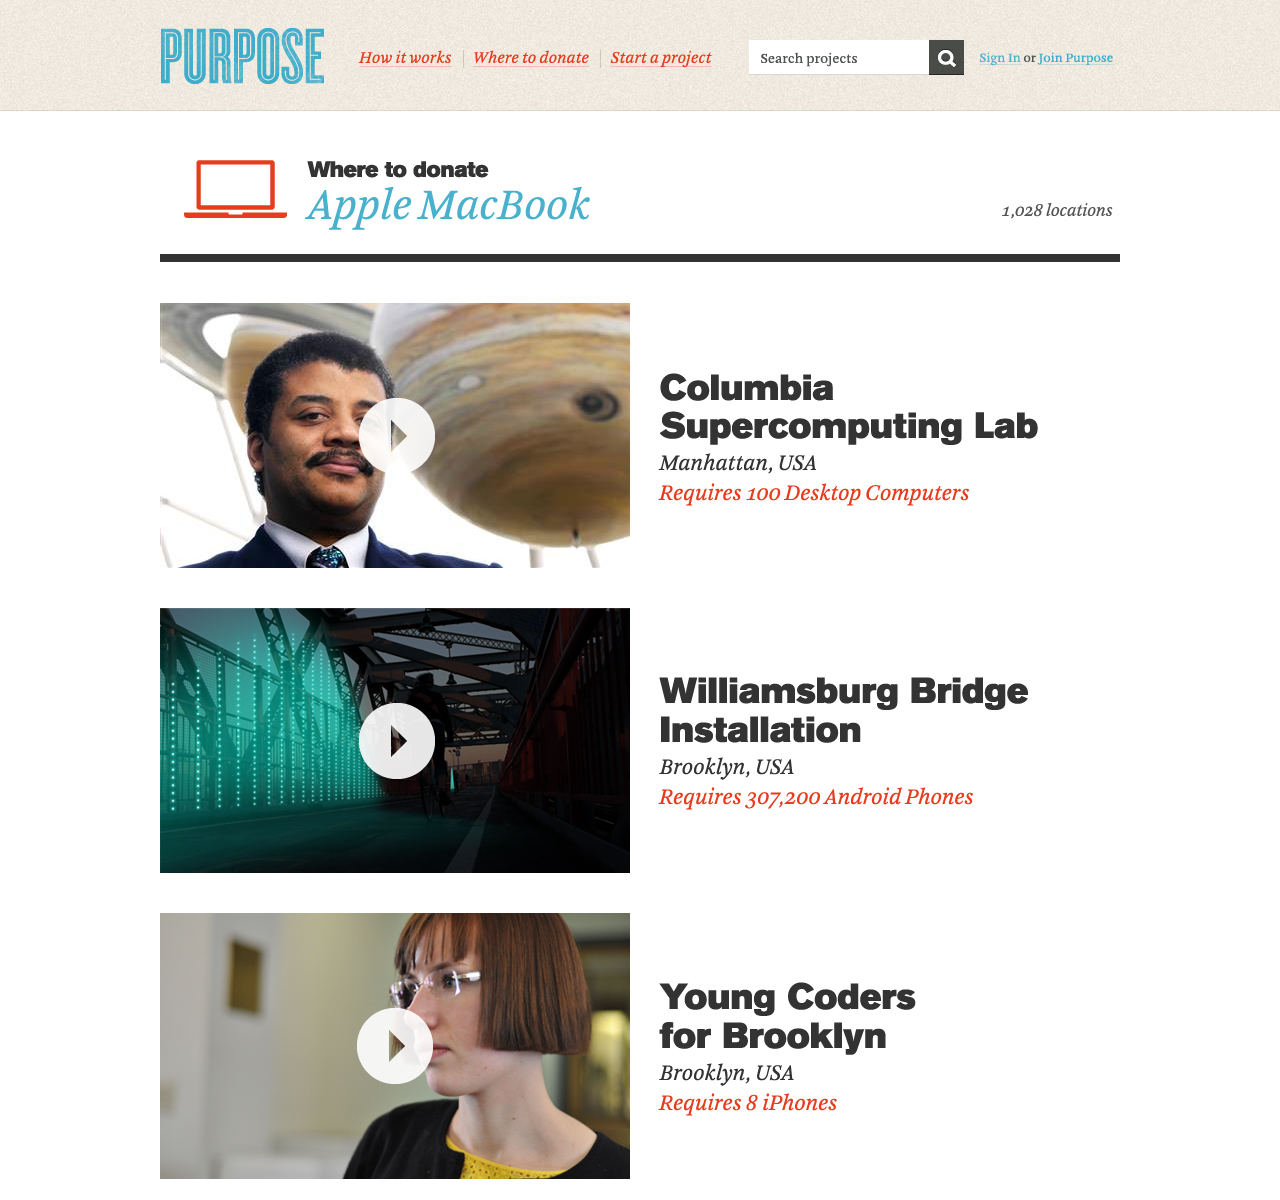 PURPOSE
How it works
Where to donate
Start a project
Search projects
Sign In or Join Purpose
Where to donate
Apple MacBook
1,028 locations
Columbia
Supercomputing Lab
Manhattan, USA
Requires 100 Desktop Computers
Williamsburg Bridge
Installation
Brooklyn, USA
Requires 307,200 Android Phones
Young Coders
for Brooklyn
Brooklyn, USA
Requires 8 iPhones